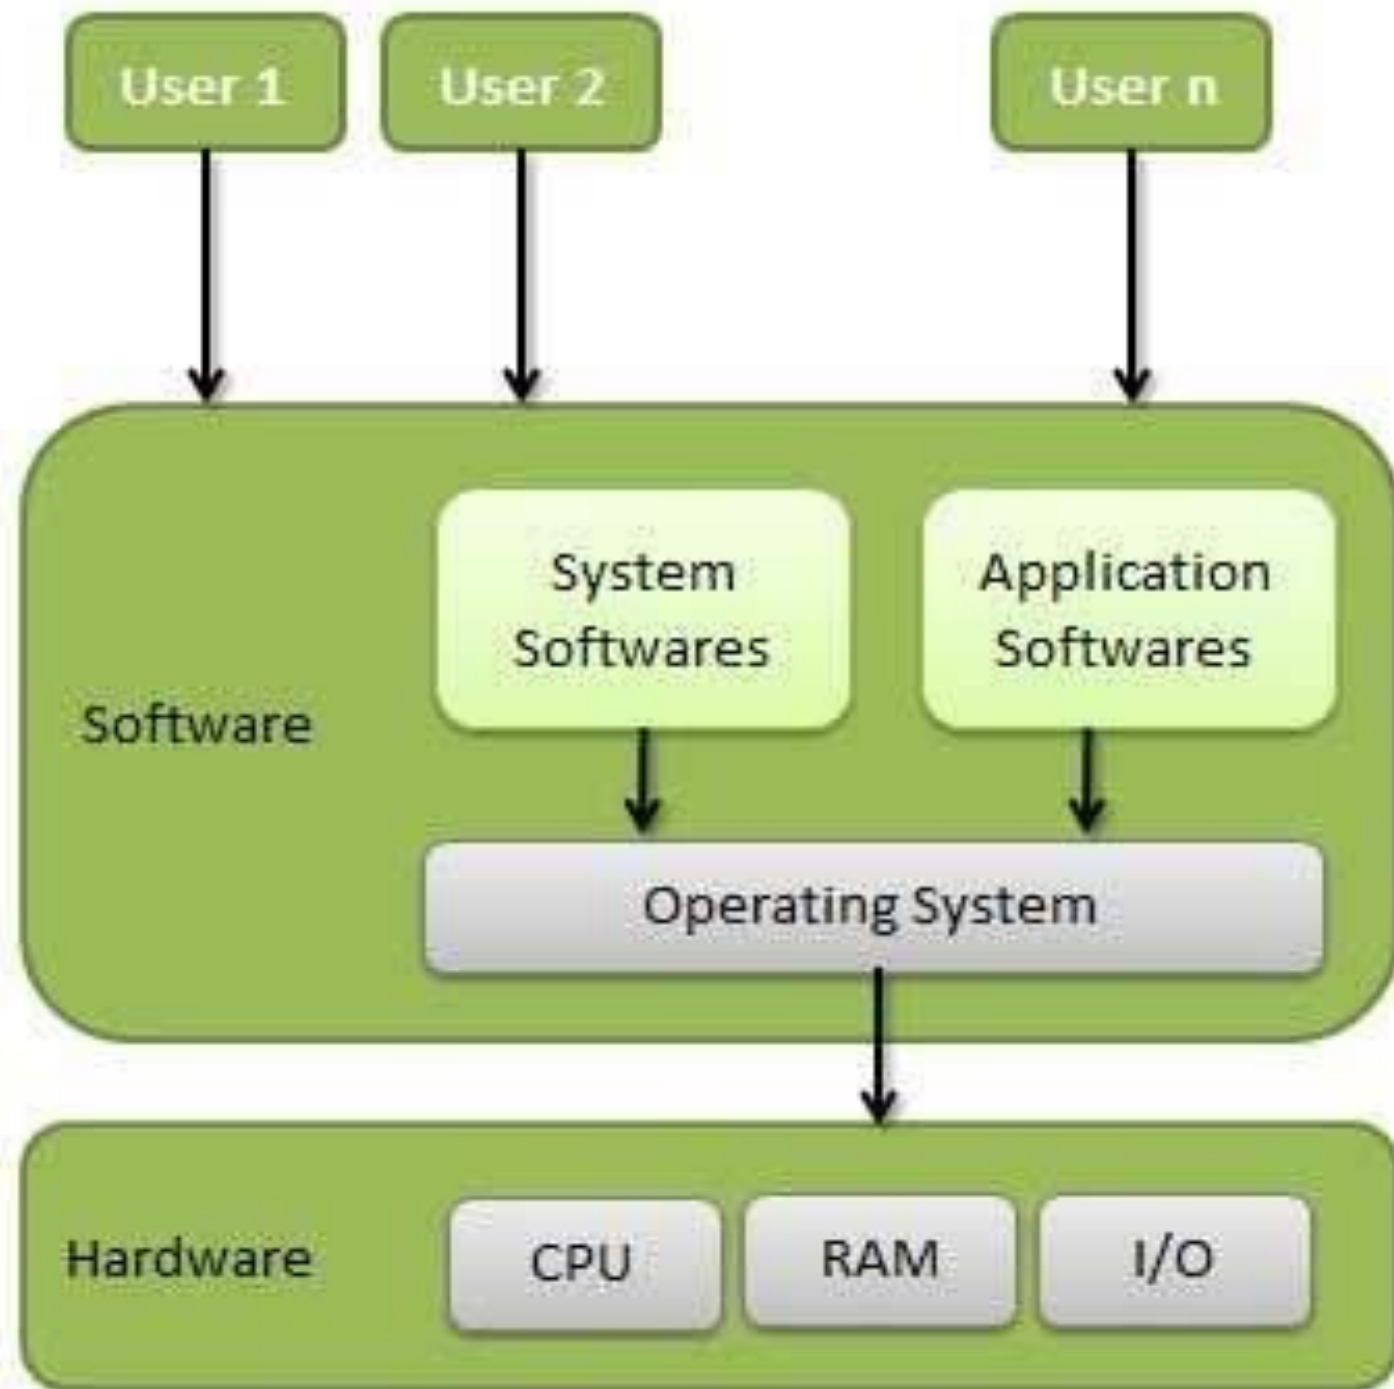 User 1
User 2
User n
System
Softwares
Application
Softwares
Software
Operating System
Hardware
CPU
RAM
I/O